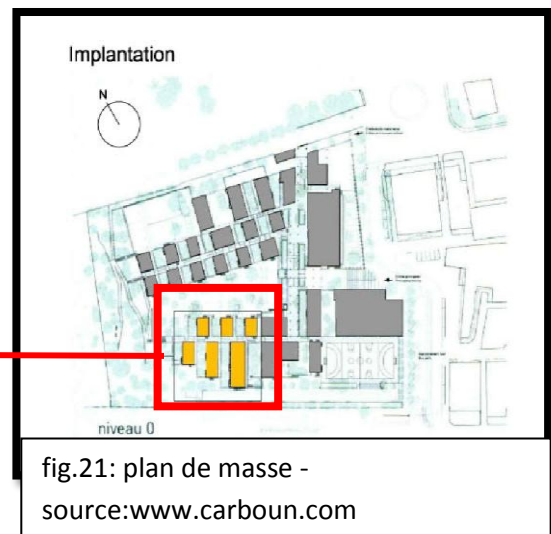 Implantation
N
niveau 0
fig.21: plan de masse -
source:www.carboun.com